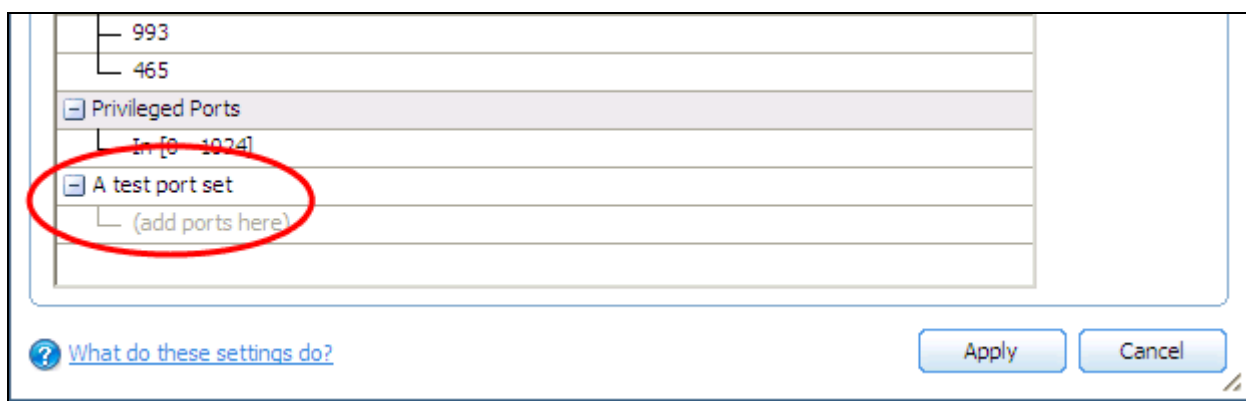 993
465
Privileged Ports
In [0 - 1024]
A test port set
(add ports here)
What do these settings do?
Apply
Cancel